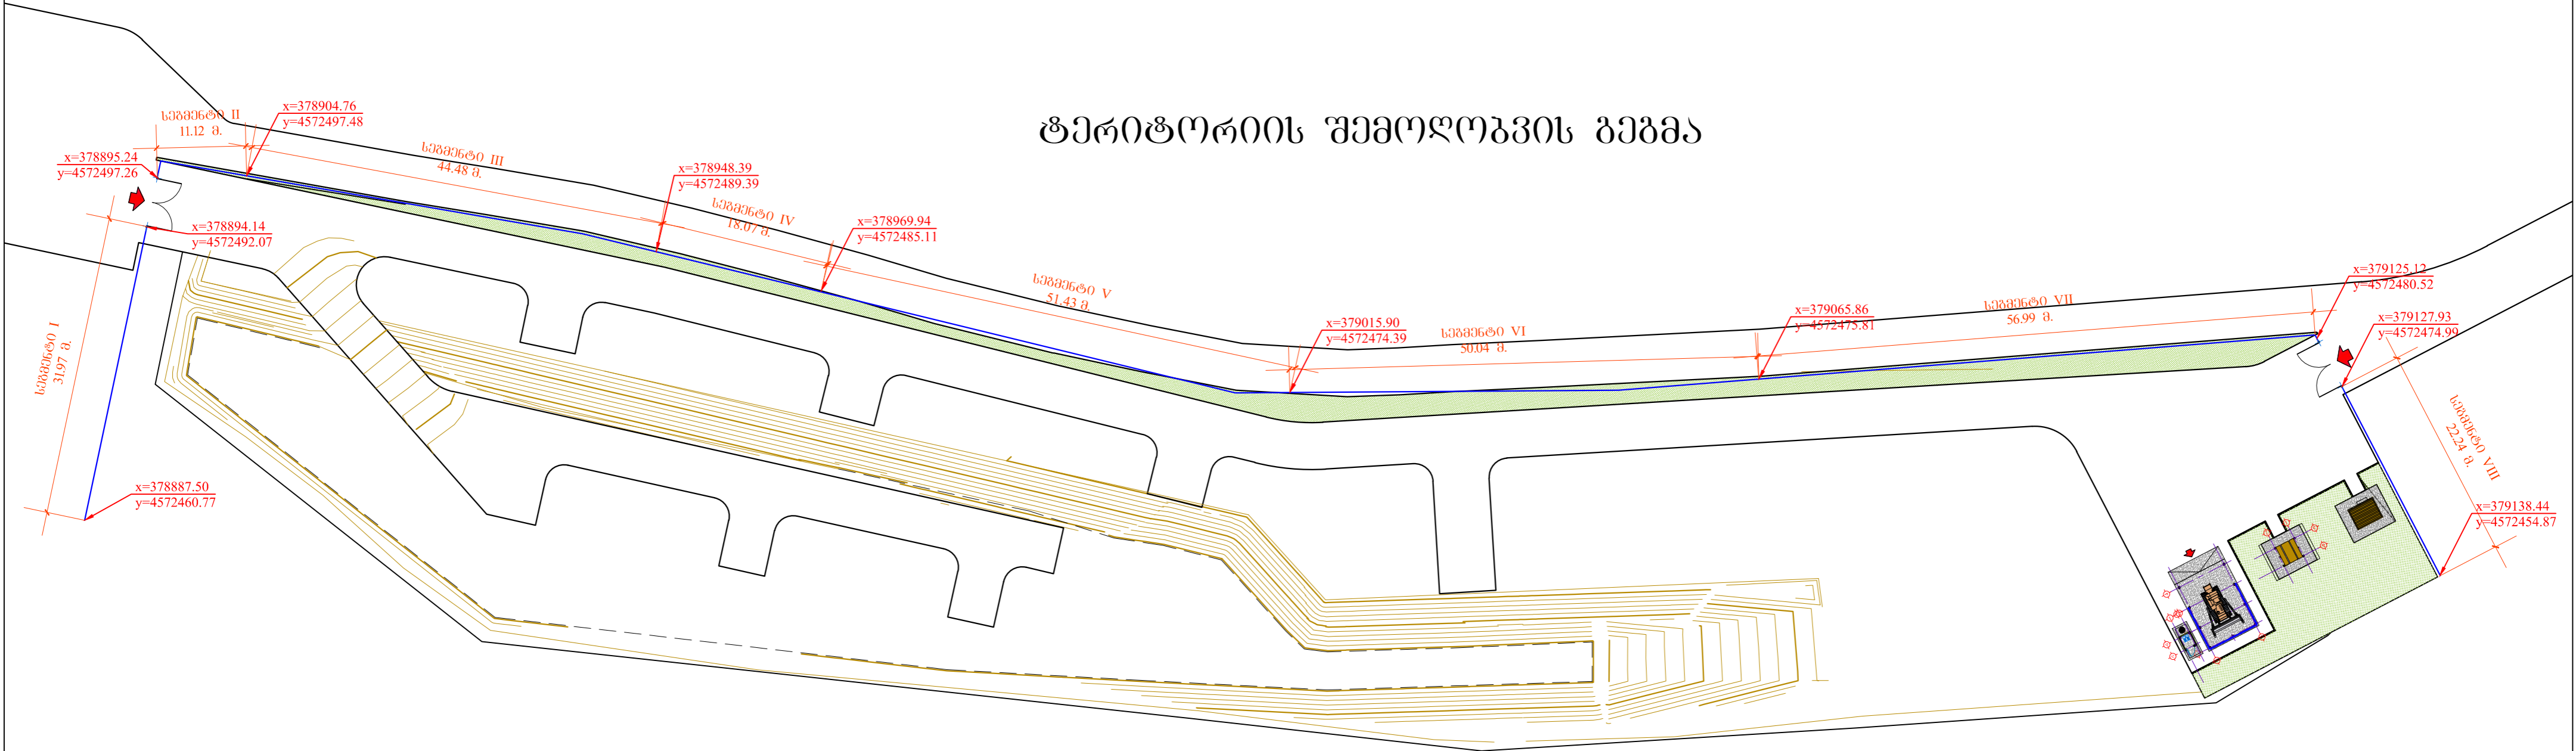 ტერიტორიის შემოღობვის გეგმა
სეგმენტი II
11.12 მ.
x=378904.76
y=4572497.48
x=378895.24
y=4572497.26
სეგმენტი III
44.48 მ.
x=378948.39
y=4572489.39
სეგმენტი IV
18.07 მ.
x=378969.94
y=4572485.11
x=378894.14
y=4572492.07
სეგმენტი V
51.43 მ.
x=379015.90
y=4572474.39
სეგმენტი VI
50.04 მ.
x=379065.86
y=4572475.81
სეგმენტი VII
56.99 მ.
x=379125.12
y=4572480.52
x=379127.93
y=4572474.99
სეგმენტი I
31.97 მ.
x=378887.50
y=4572460.77
სეგმენტი VIII
22.24 მ.
x=379138.44
y=4572454.87